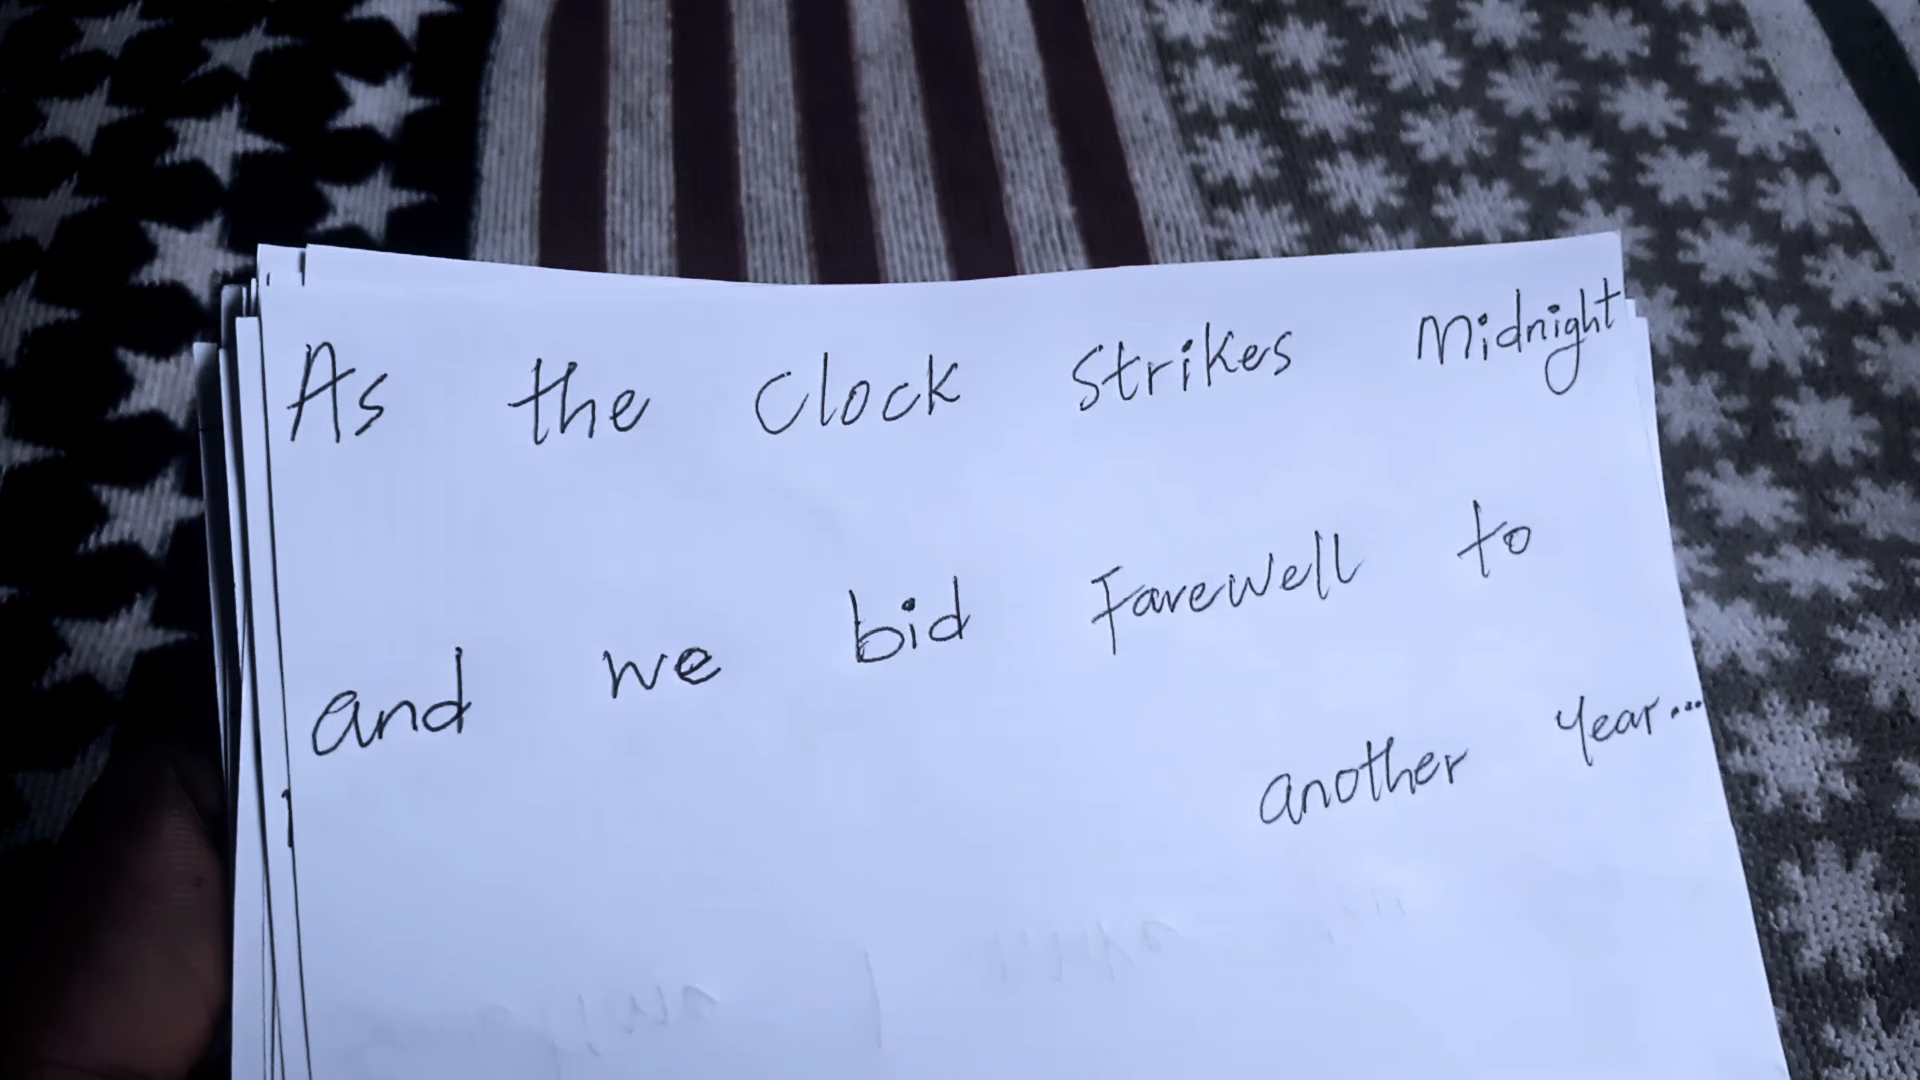 As the Clock Strikes Midnight
and we bid Farewell to
another year...